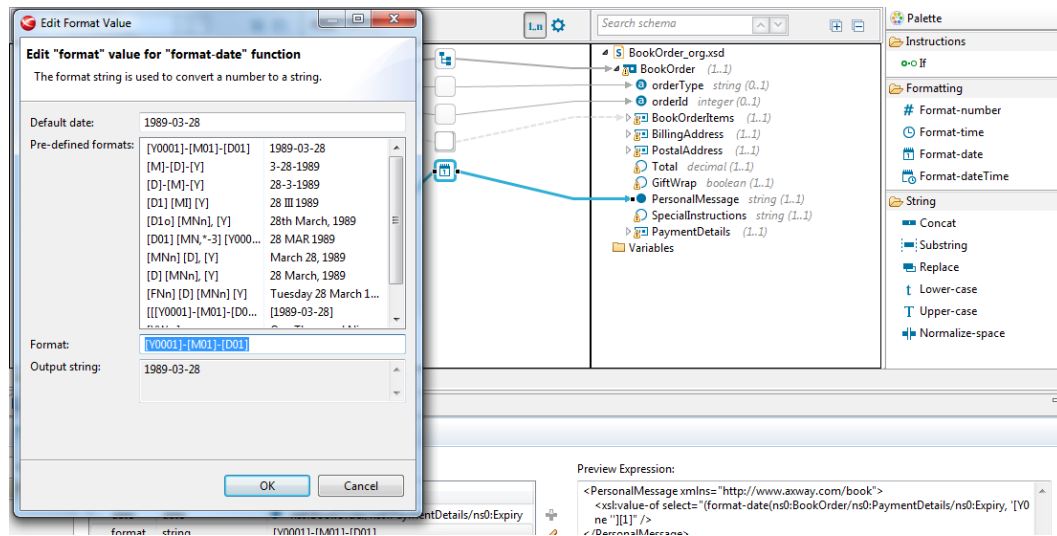 Edit Format Value
Edit "format" value for "format-date" function
The format string is used to convert a number to a string.
Default date: 1989-03-28
Pre-defined formats:
[Y0001]-[M01]-[D01] 1989-03-28
[M]-[D]-[Y] 3-28-1989
[D]-[M]-[Y] 28-3-1989
[D1] [MI] [Y] 28 III 1989
[D1o] [MNn], [Y] 28th March, 1989
[D01] [MN,*-3] [Y000... 28 MAR 1989
[MNn] [D], [Y] March 28, 1989
[D] [MNn], [Y] 28 March, 1989
[FNn] [D] [MNn] [Y] Tuesday 28 March 1...
[[[Y0001]-[M01]-[D0... [1989-03-28]
Format: [Y0001]-[M01]-[D01]
Output string: 1989-03-28
OK Cancel
1..n
Search schema
BookOrder_org.xsd
BookOrder (1..1)
orderType string (0..1)
orderId integer (0..1)
BookOrderItems (1..1)
BillingAddress (1..1)
PostalAddress (1..1)
Total decimal (1..1)
GiftWrap boolean (1..1)
PersonalMessage string (1..1)
SpecialInstructions string (1..1)
PaymentDetails (1..1)
Variables
Palette
Instructions
If
Formatting
Format-number
Format-time
Format-date
Format-dateTime
String
Concat
Substring
Replace
Lower-case
Upper-case
Normalize-space
entDetails/ns0:Expiry
format string [Y0001]-[M01]-[D01]
Preview Expression:
<PersonalMessage xmlns="http://www.axway.com/book">
<xsl:value-of select="(format-date(ns0:BookOrder/ns0:PaymentDetails/ns0:Expiry, '[Y0
ne ''][1]" />
</PersonalMessage>